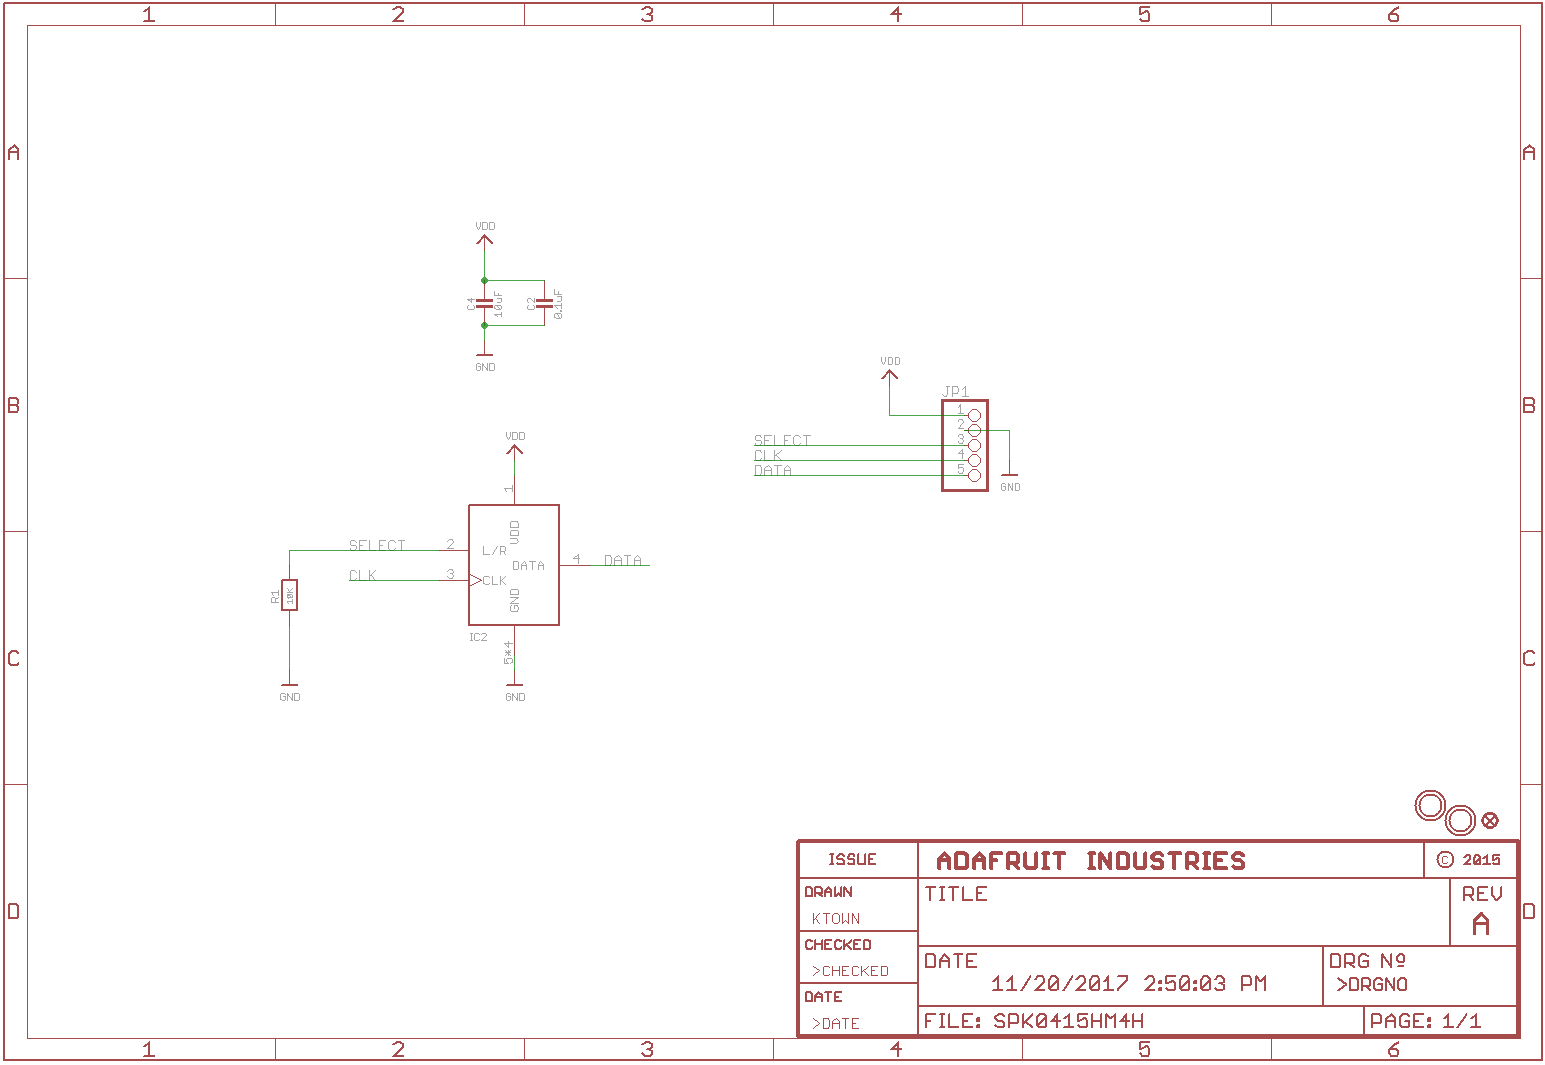 1 2 3 4 5 6
A A
VDD
C4 10uF C2 0.1uF
GND
VDD
JP1
B B
1
2
SELECT 3
CLK 4
DATA 5
GND
VDD
1
SELECT 2 L/R VDD
DATA 4 DATA
CLK 3 CLK
R1 10K
GND
IC2
5*4
C C
GND GND
ISSUE ADAFRUIT INDUSTRIES © 2015
DRAWN TITLE REV
KTOWN A
D D
CHECKED
>CHECKED
DATE DRG Nº
11/20/2017 2:50:03 PM >DRGNO
DATE
>DATE
FILE: SPK0415HM4H PAGE: 1/1
1 2 3 4 5 6